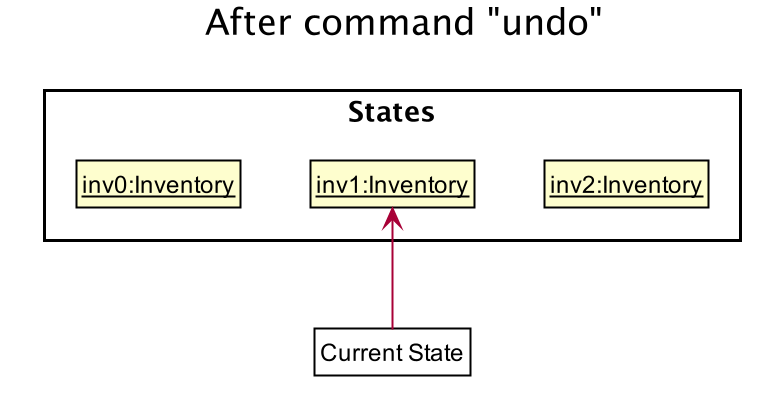 After command "undo"
States
inv0:Inventory inv1:Inventory inv2:Inventory
Current State